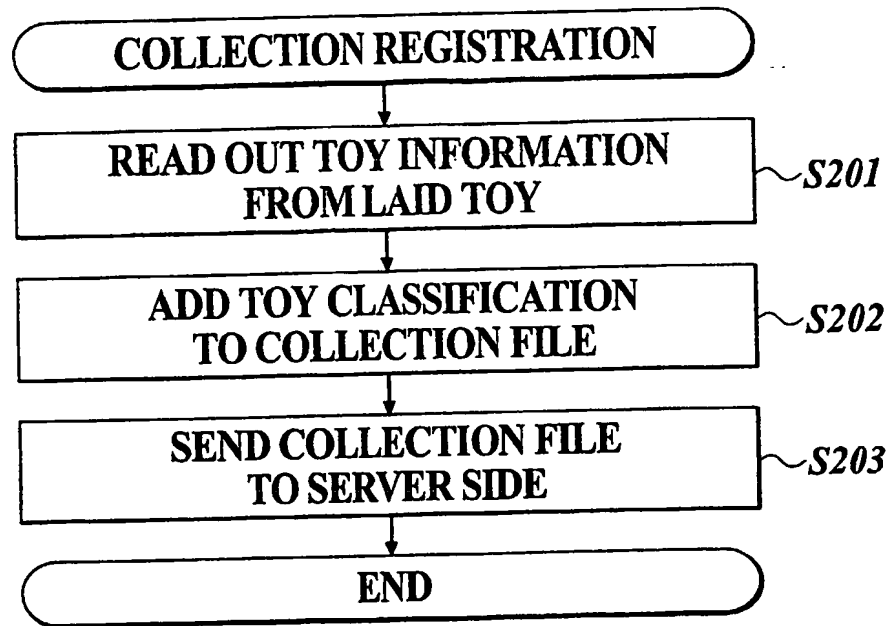 COLLECTION REGISTRATION
READ OUT TOY INFORMATION
FROM LAID TOY
S201
ADD TOY CLASSIFICATION
TO COLLECTION FILE
S202
SEND COLLECTION FILE
TO SERVER SIDE
S203
END